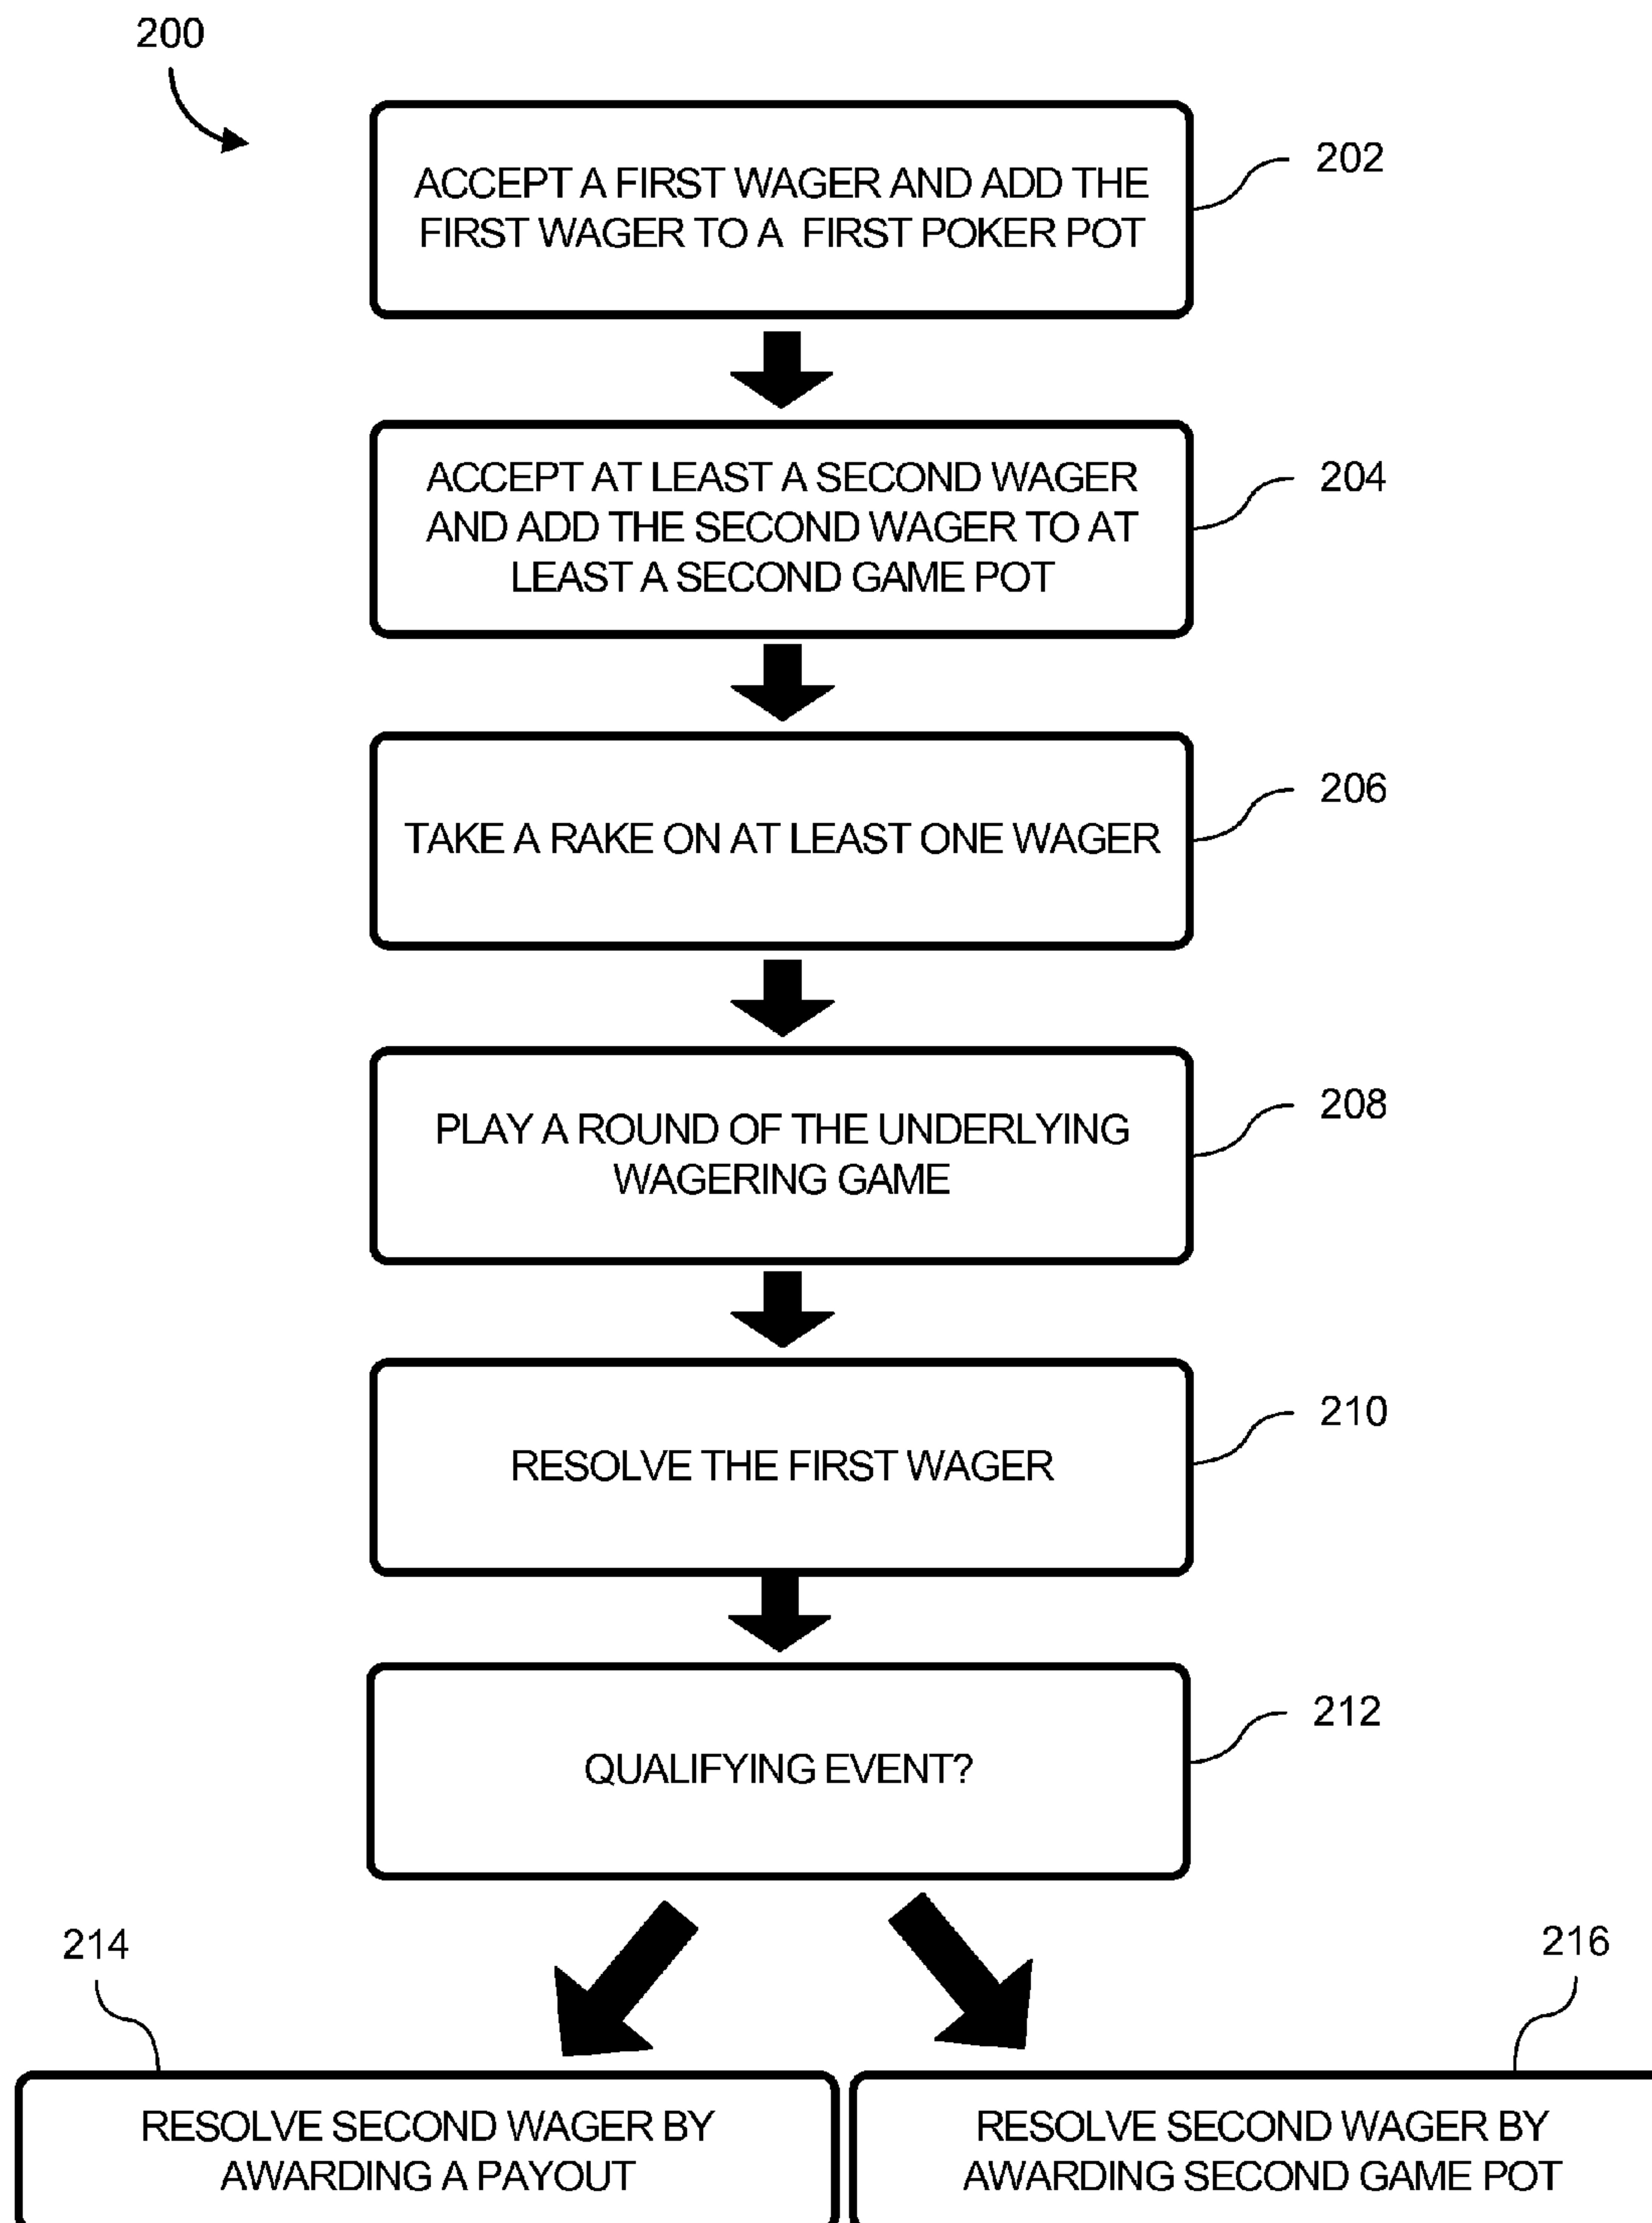 200
ACCEPT A FIRST WAGER AND ADD THE
FIRST WAGER TO A FIRST POKER POT
202
ACCEPT AT LEAST A SECOND WAGER
AND ADD THE SECOND WAGER TO AT
LEAST A SECOND GAME POT
204
TAKE A RAKE ON AT LEAST ONE WAGER
206
PLAY A ROUND OF THE UNDERLYING
WAGERING GAME
208
RESOLVE THE FIRST WAGER
210
QUALIFYING EVENT?
212
214
RESOLVE SECOND WAGER BY
AWARDING A PAYOUT
216
RESOLVE SECOND WAGER BY
AWARDING SECOND GAME POT